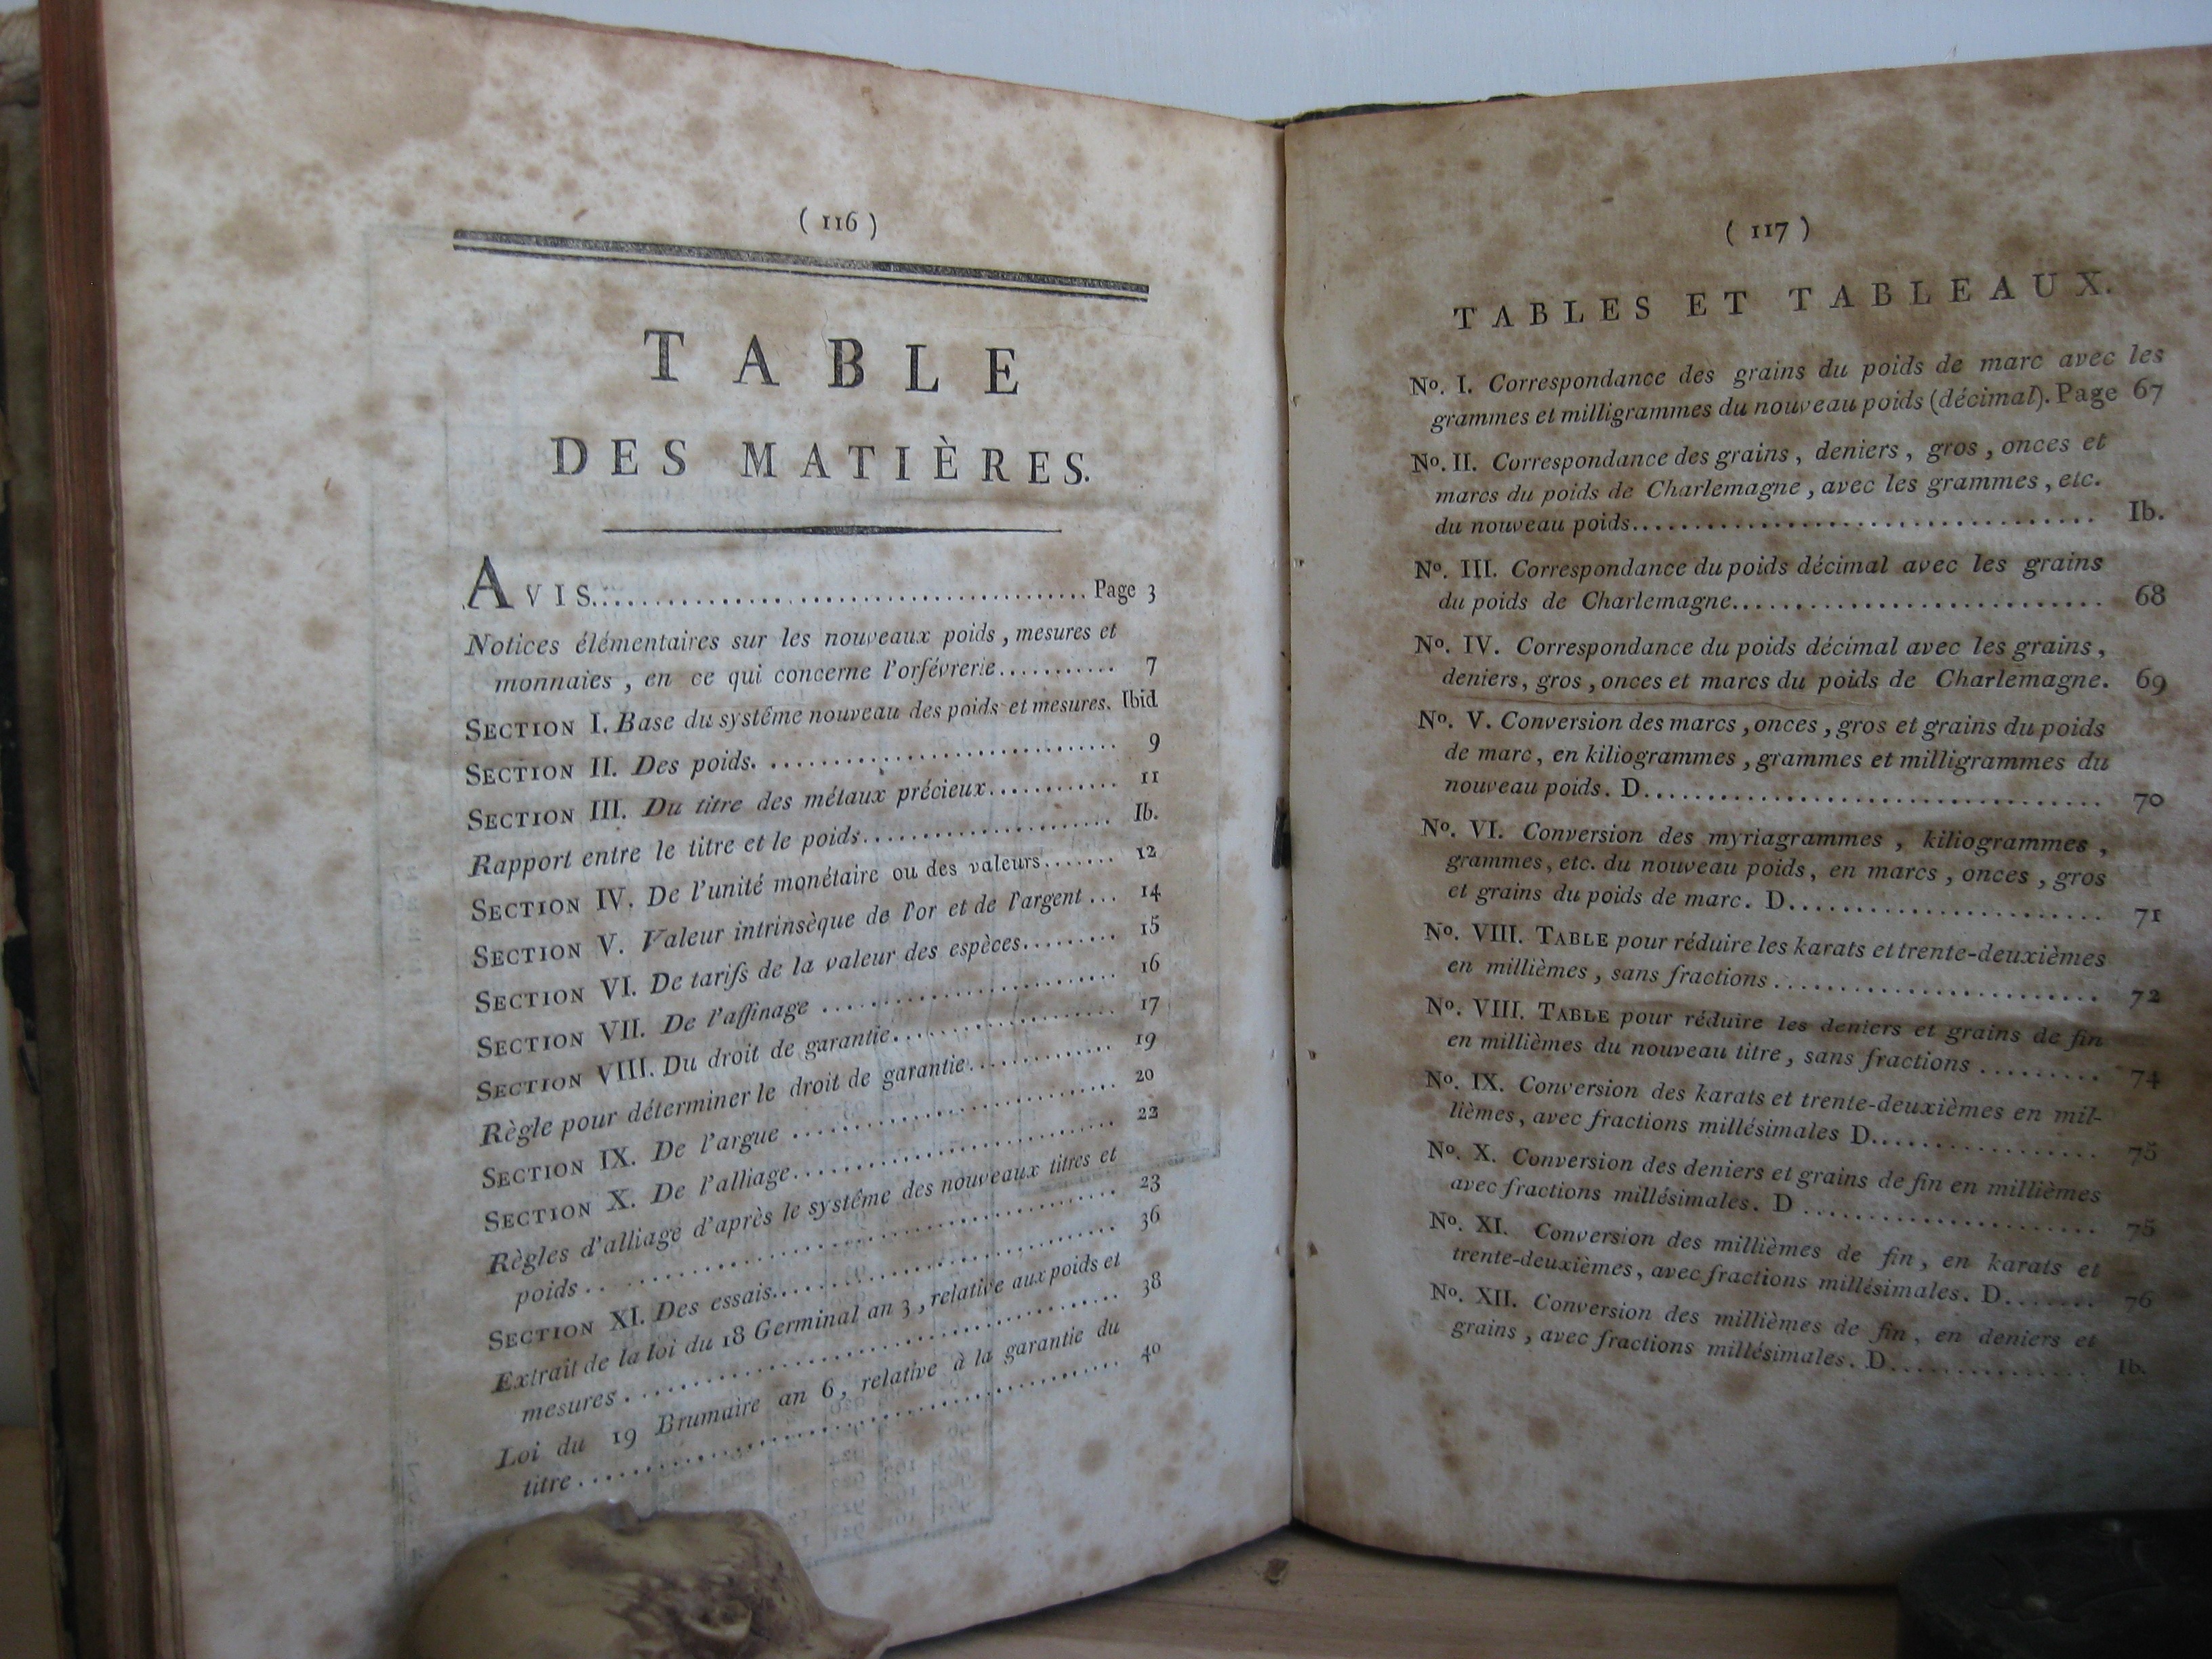 ( 116 )
TABLE
DES MATIÈRES.
AVIS........................................ Page 3
Notices élémentaires sur les nouveaux poids, mesures et
monnaies, en ce qui concerne l'orfévrerie........... 7
SECTION I. Base du systême nouveau des poids et mesures. Ibid
SECTION II. Des poids. ............................ 9
SECTION III. Du titre des métaux précieux............ 11
Rapport entre le titre et le poids....................... Ib.
SECTION IV. De l'unité monétaire ou des valeurs....... 12
SECTION V. Valeur intrinsèque de l'or et de l'argent... 14
SECTION VI. De tarifs de la valeur des espèces......... 15
SECTION VII. De l'affinage ........................... 16
SECTION VIII. Du droit de garantie.................... 17
Règle pour déterminer le droit de garantie............. 19
SECTION IX. De l'argue .............................. 20
SECTION X. De l'alliage.............................. 22
Règles d'alliage d'après le systême des nouveaux titres et
poids............................................... 23
SECTION XI. Des essais............................... 36
Extrait de la loi du 18 Germinal an 3, relative aux poids et
mesures............................................ 38
Loi du 19 Brumaire an 6, relative à la garantie du
titre............................................... 40
( 117 )
TABLES ET TABLEAUX.
Nº. I. Correspondance des grains du poids de marc avec les
grammes et milligrammes du nouveau poids (décimal). Page 67
Nº. II. Correspondance des grains, deniers, gros, onces et
marcs du poids de Charlemagne, avec les grammes, etc.
du nouveau poids.................................... Ib.
Nº. III. Correspondance du poids décimal avec les grains
du poids de Charlemagne............................. 68
Nº. IV. Correspondance du poids décimal avec les grains,
deniers, gros, onces et marcs du poids de Charlemagne. 69
Nº. V. Conversion des marcs, onces, gros et grains du poids
de marc, en kiliogrammes, grammes et milligrammes du
nouveau poids. D.................................... 70
Nº. VI. Conversion des myriagrammes, kiliogrammes,
grammes, etc. du nouveau poids, en marcs, onces, gros
et grains du poids de marc. D......................... 71
Nº. VIII. TABLE pour réduire les karats et trente-deuxièmes
en millièmes, sans fractions.......................... 72
Nº. VIII. TABLE pour réduire les deniers et grains de fin
en millièmes du nouveau titre, sans fractions ......... 74
Nº. IX. Conversion des karats et trente-deuxièmes en mil-
lièmes, avec fractions millésimales D................. 75
Nº. X. Conversion des deniers et grains de fin en millièmes
avec fractions millésimales. D ....................... 75
Nº. XI. Conversion des millièmes de fin, en karats et
trente-deuxièmes, avec fractions millésimales. D....... 76
Nº. XII. Conversion des millièmes de fin, en deniers et
grains, avec fractions millésimales. D................ Ib.